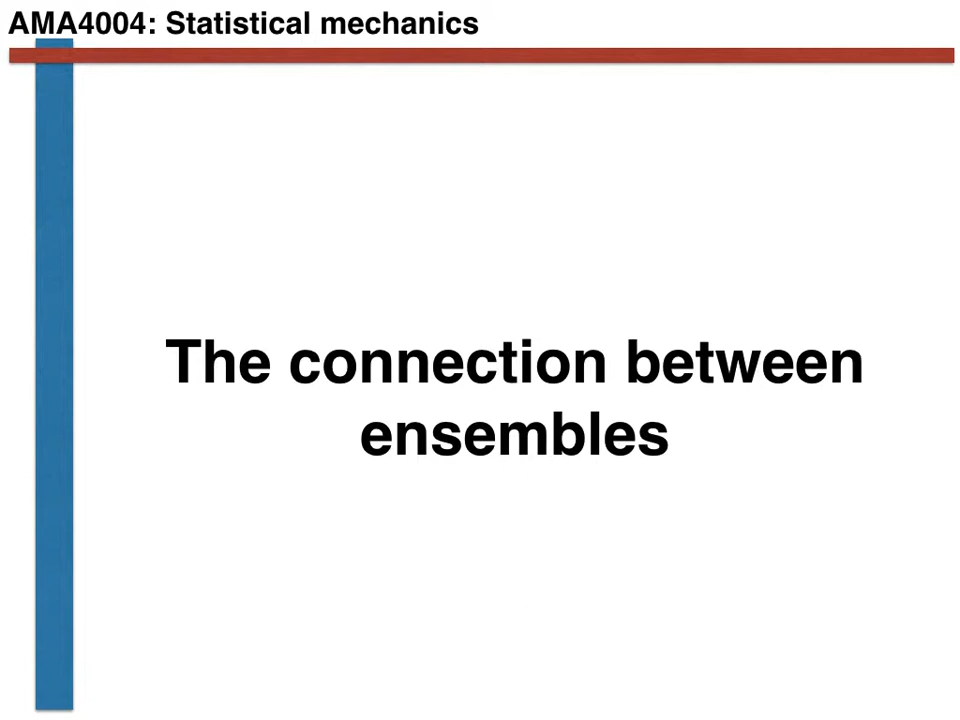 AMA4004: Statistical mechanics
The connection between
ensembles